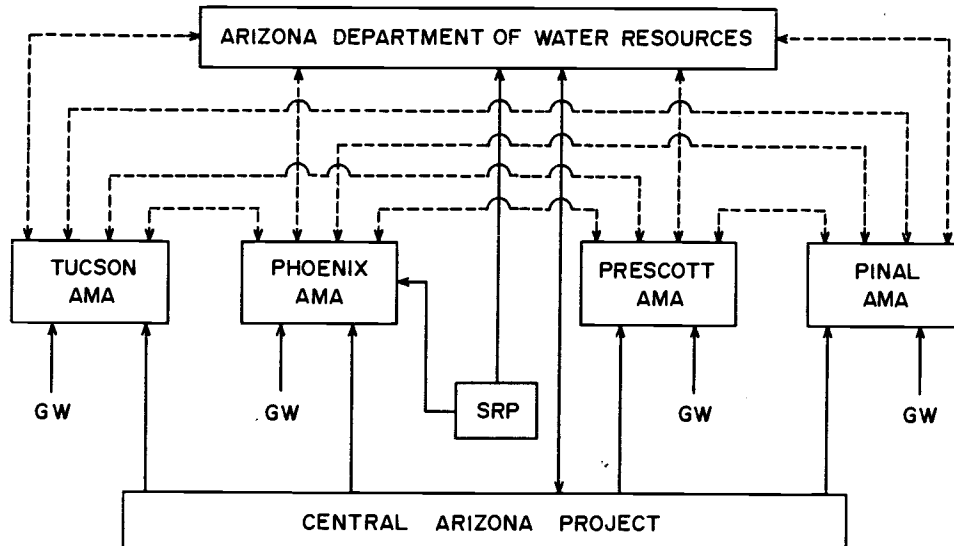 ARIZONA DEPARTMENT OF WATER RESOURCES
TUCSON
AMA
PHOENIX
AMA
PRESCOTT
AMA
PINAL
AMA
GW
GW
SRP
GW
GW
CENTRAL ARIZONA PROJECT